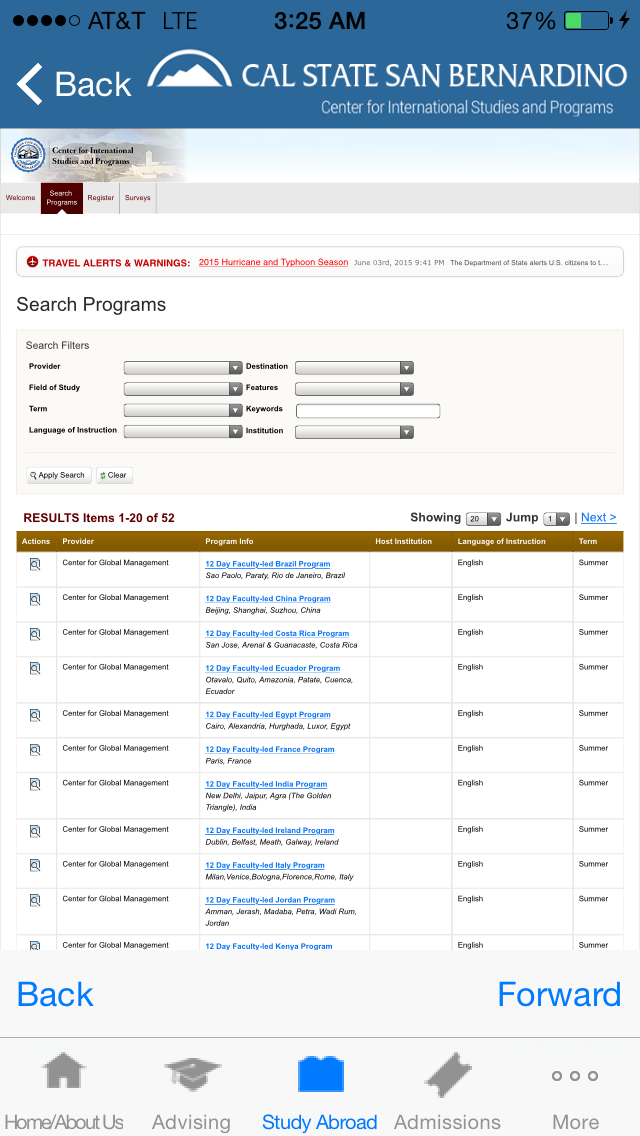 AT&T LTE 3:25 AM 37%
Back CAL STATE SAN BERNARDINO
Center for International Studies and Programs
Center for International
Studies and Programs
Welcome Search Programs Register Surveys
TRAVEL ALERTS & WARNINGS: 2015 Hurricane and Typhoon Season June 03rd, 2015 9:41 PM The Department of State alerts U.S. citizens to t...
Search Programs
Search Filters
Provider Destination
Field of Study Features
Term Keywords
Language of Instruction Institution
Apply Search Clear
RESULTS Items 1-20 of 52 Showing 20 Jump 1 | Next >
Actions Provider Program Info Host Institution Language of Instruction Term
Center for Global Management 12 Day Faculty-led Brazil Program English Summer
Sao Paolo, Paraty, Rio de Janeiro, Brazil
Center for Global Management 12 Day Faculty-led China Program English Summer
Beijing, Shanghai, Suzhou, China
Center for Global Management 12 Day Faculty-led Costa Rica Program English Summer
San Jose, Arenal & Guanacaste, Costa Rica
Center for Global Management 12 Day Faculty-led Ecuador Program English Summer
Otavalo, Quito, Amazonia, Patate, Cuenca,
Ecuador
Center for Global Management 12 Day Faculty-led Egypt Program English Summer
Cairo, Alexandria, Hurghada, Luxor, Egypt
Center for Global Management 12 Day Faculty-led France Program English Summer
Paris, France
Center for Global Management 12 Day Faculty-led India Program English Summer
New Delhi, Jaipur, Agra (The Golden
Triangle), India
Center for Global Management 12 Day Faculty-led Ireland Program English Summer
Dublin, Belfast, Meath, Galway, Ireland
Center for Global Management 12 Day Faculty-led Italy Program English Summer
Milan,Venice,Bologna,Florence,Rome, Italy
Center for Global Management 12 Day Faculty-led Jordan Program English Summer
Amman, Jerash, Madaba, Petra, Wadi Rum,
Jordan
Center for Global Management 12 Day Faculty-led Kenya Program English Summer
Back Forward
Home/About Us Advising Study Abroad Admissions More